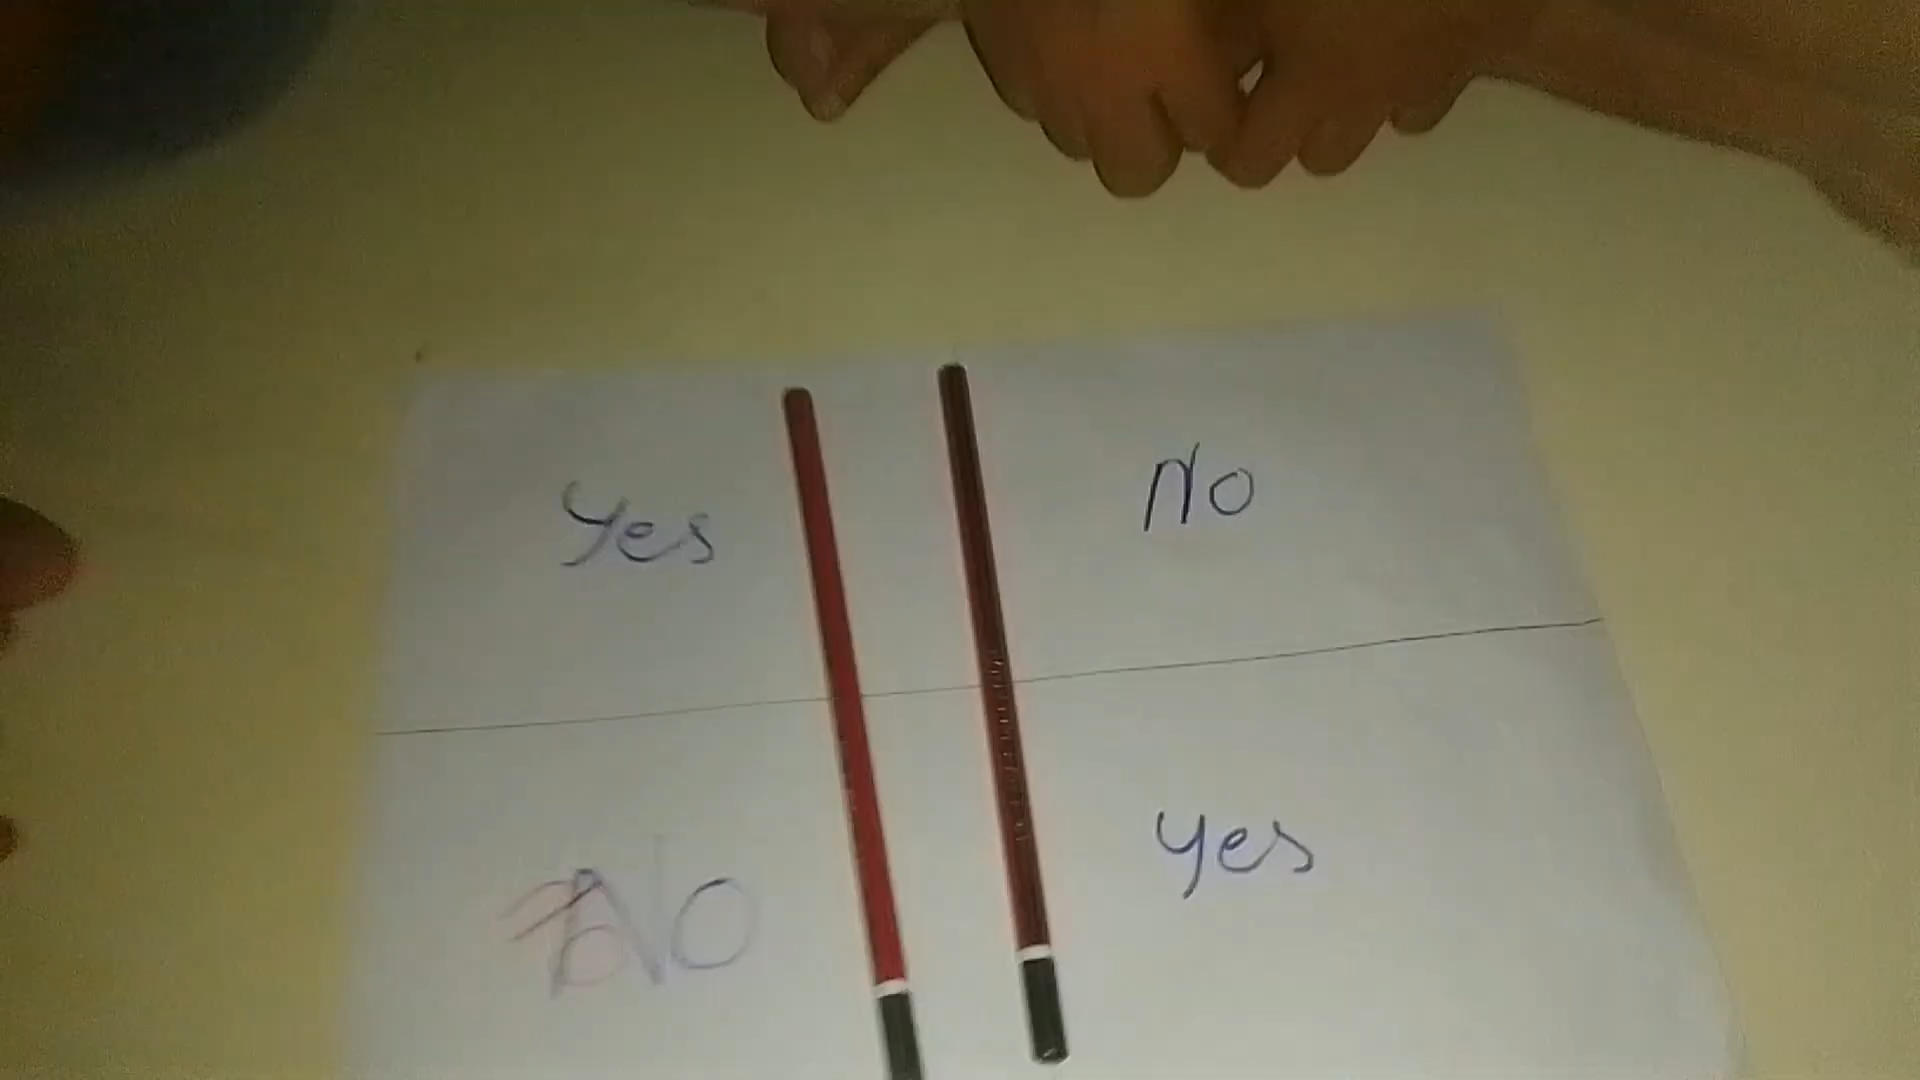 Yes No
No yes